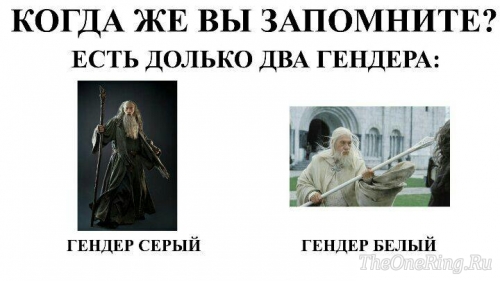 КОГДА ЖЕ ВЫ ЗАПОМНИТЕ?
ЕСТЬ ДОЛЬКО ДВА ГЕНДЕРА:
ГЕНДЕР СЕРЫЙ
ГЕНДЕР БЕЛЫЙ
TheOneRing.Ru